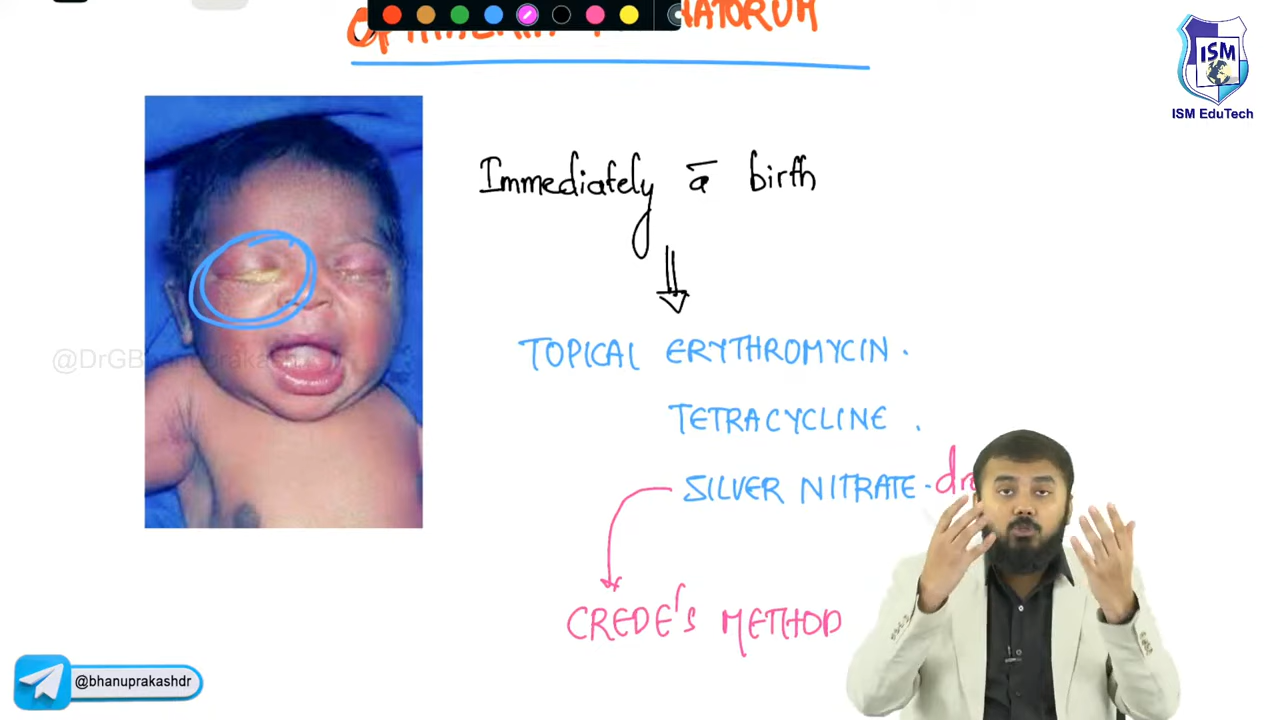 ISM
ISM EduTech
Immediately ā birth
TOPICAL ERYTHROMYCIN.
TETRACYCLINE.
SILVER NITRATE.
CREDE's METHOD
@bhanuprakashdr